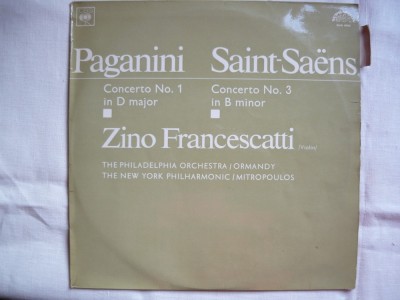 CBS
Paganini Saint-Saëns
Concerto No. 1 Concerto No. 3
in D major in B minor
Zino Francescatti /Violin/
THE PHILADELPHIA ORCHESTRA/ORMANDY
THE NEW YORK PHILHARMONIC/MITROPOULOS